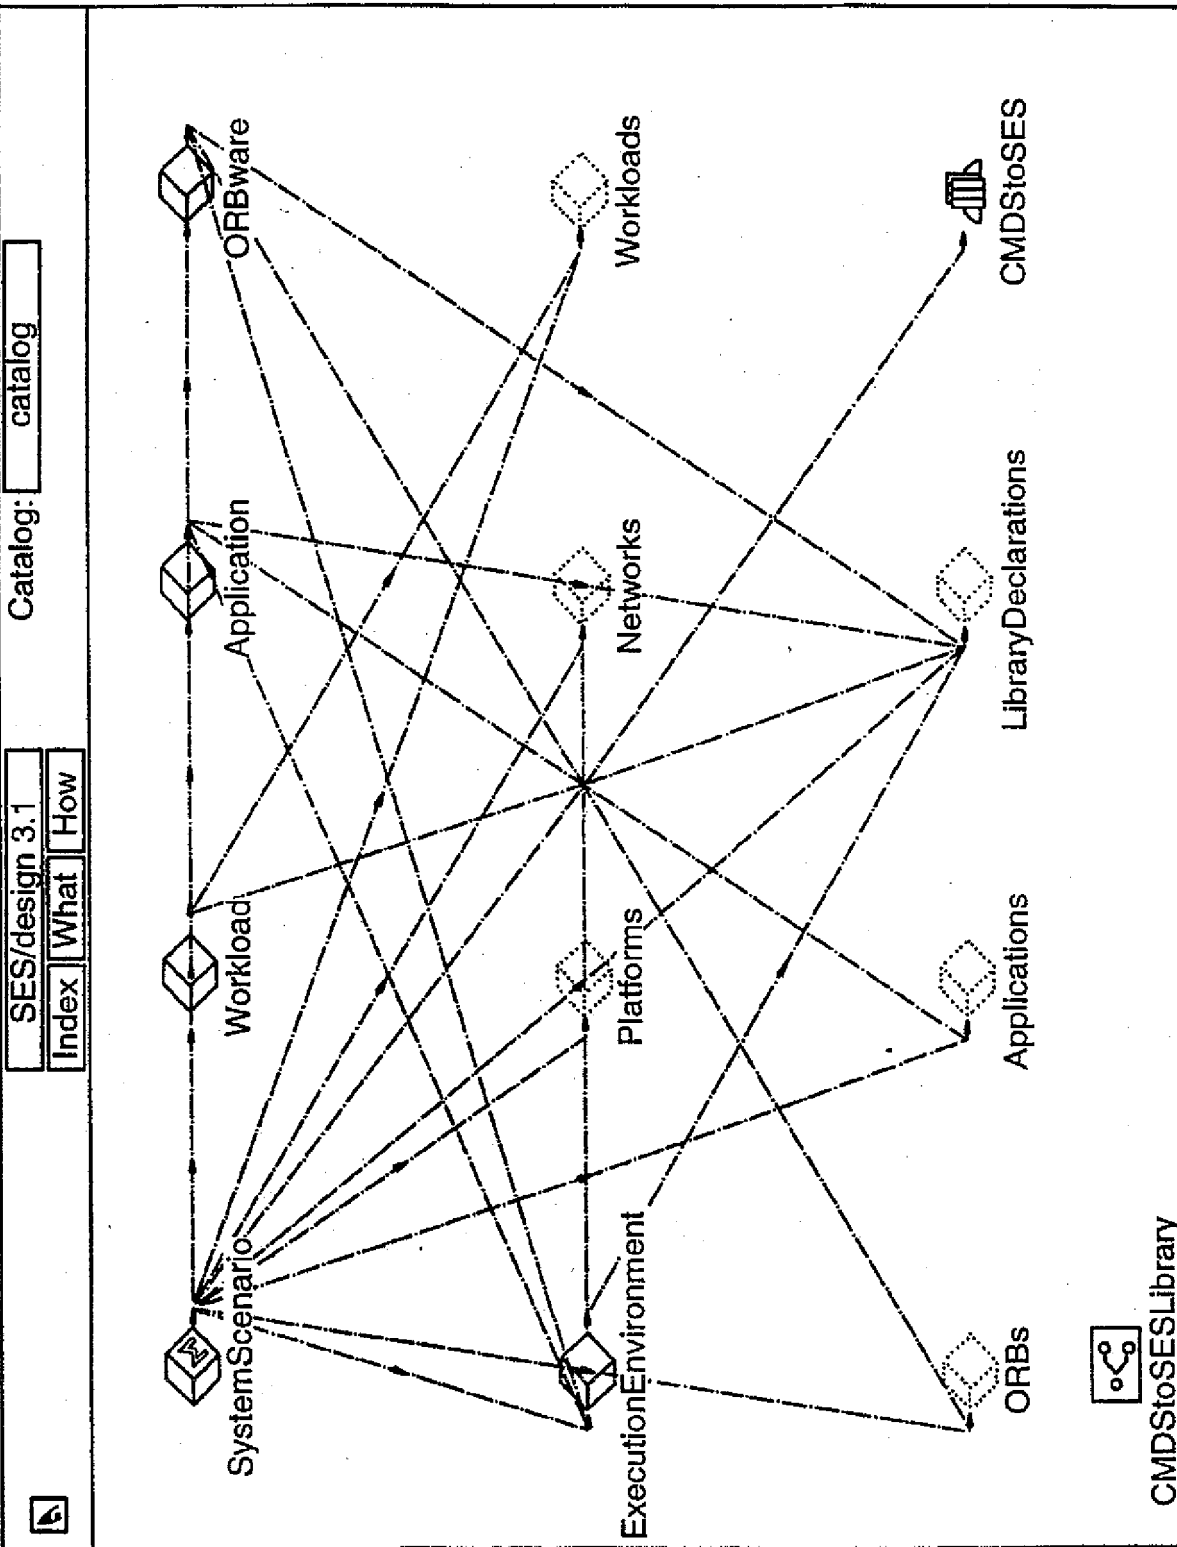 SES/design 3.1
Catalog: catalog
Index What How
SystemScenario
Workload
Application
ORBware
ExecutionEnvironment
Platforms
Networks
Workloads
ORBs
Applications
LibraryDeclarations
CMDStoSES
CMDStoSESLibrary